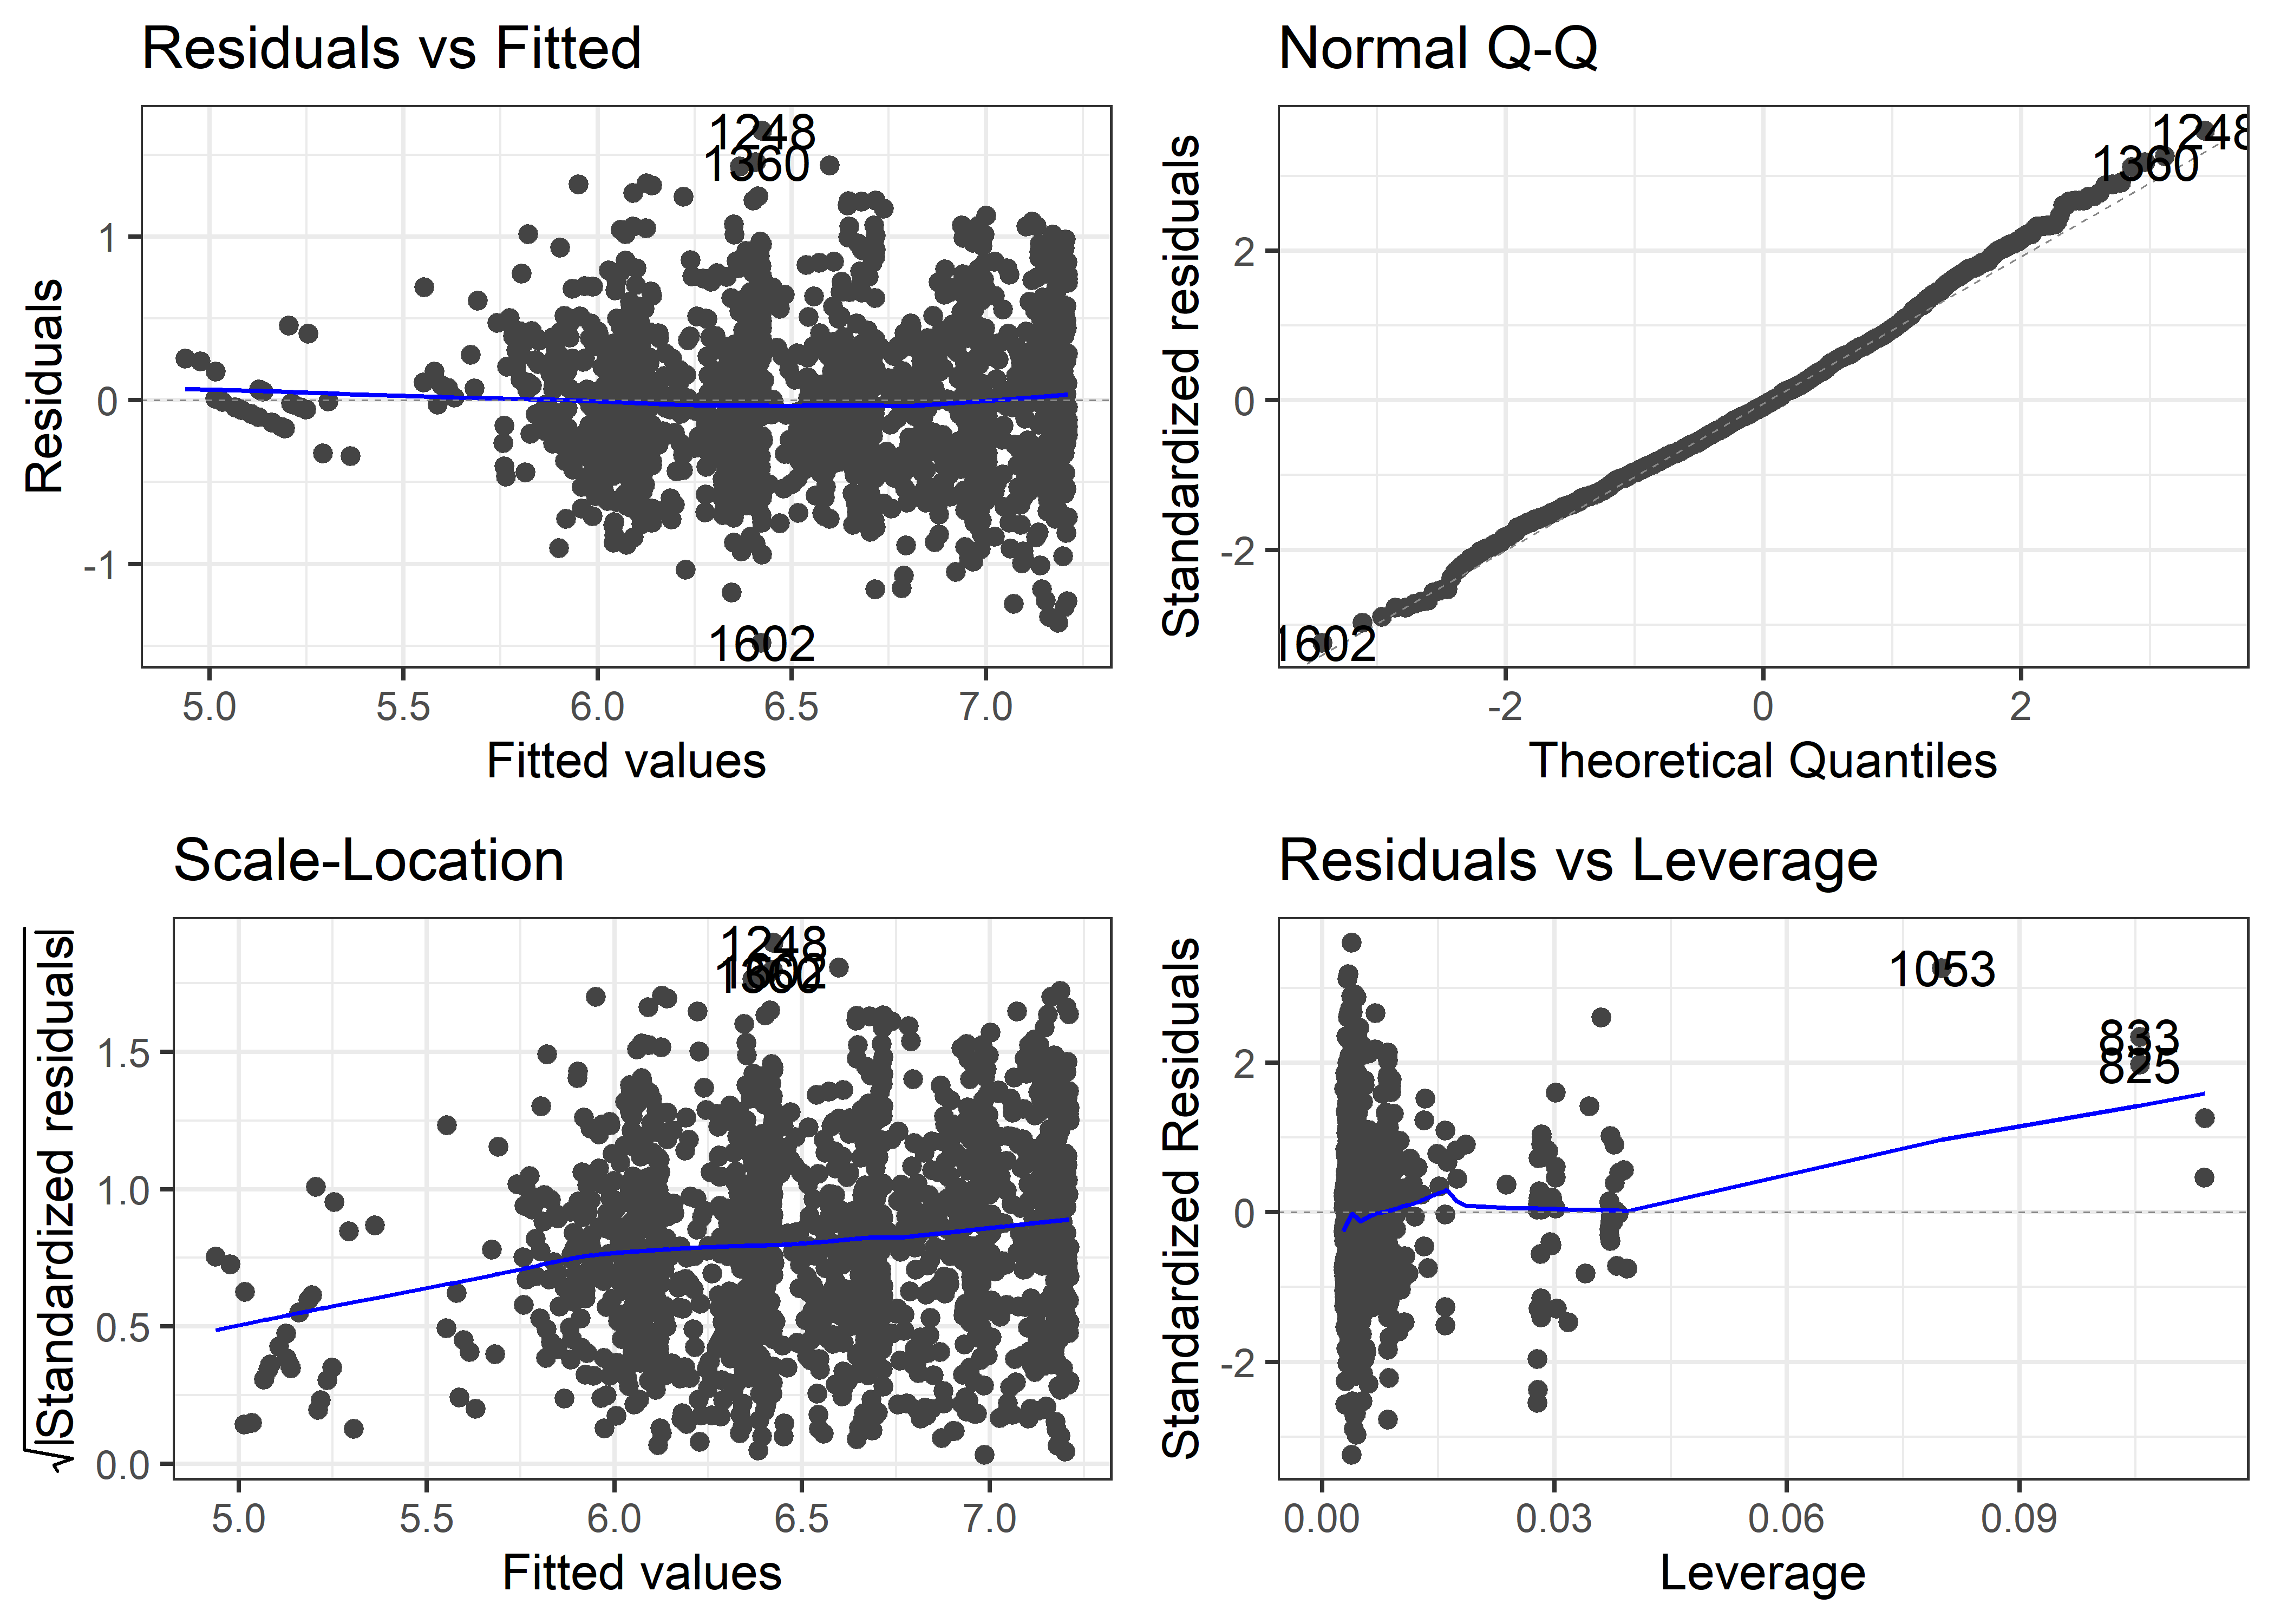 Residuals vs Fitted
Residuals
1
0
-1
1248
1360
1602
5.0 5.5 6.0 6.5 7.0
Fitted values
Normal Q-Q
Standardized residuals
2
0
-2
1248
1360
1602
-2 0 2
Theoretical Quantiles
Scale-Location
√|Standardized residuals|
1.5
1.0
0.5
0.0
1248
1602
1360
5.0 5.5 6.0 6.5 7.0
Fitted values
Residuals vs Leverage
Standardized Residuals
2
0
-2
1053
833
825
0.00 0.03 0.06 0.09
Leverage